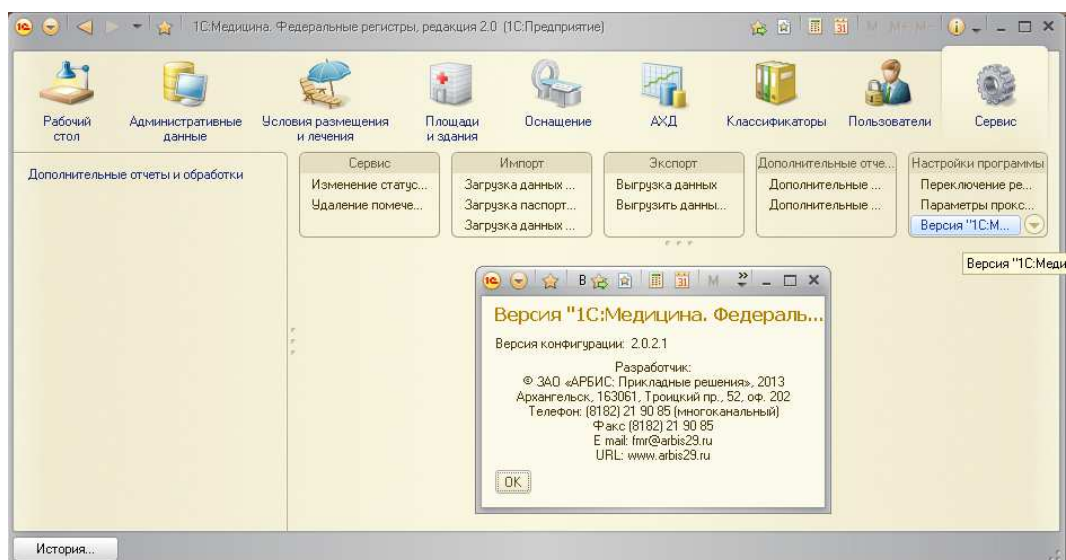 1С:Медицина. Федеральные регистры, редакция 2.0 (1С:Предприятие)
M M+ M-
Рабочий стол
Административные данные
Условия размещения и лечения
Площади и здания
Оснащение
АХД
Классификаторы
Пользователи
Сервис
Дополнительные отчеты и обработки
Сервис
Изменение статус...
Удаление помече...
Импорт
Загрузка данных ...
Загрузка паспорт...
Загрузка данных ...
Экспорт
Выгрузка данных
Выгрузить данны...
Дополнительные отче...
Дополнительные ...
Дополнительные ...
Настройки программы
Переключение ре...
Параметры прокс...
Версия "1С:М...
Версия "1С:Меди
В
M
Версия "1С:Медицина. Федераль...
Версия конфигурации: 2.0.2.1
Разработчик:
© ЗАО «АРБИС: Прикладные решения», 2013
Архангельск, 163061, Троицкий пр., 52, оф. 202
Телефон: (8182) 21 90 85 (многоканальный)
Факс (8182) 21 90 85
E mail: fmr@arbis29.ru
URL: www.arbis29.ru
OK
История...